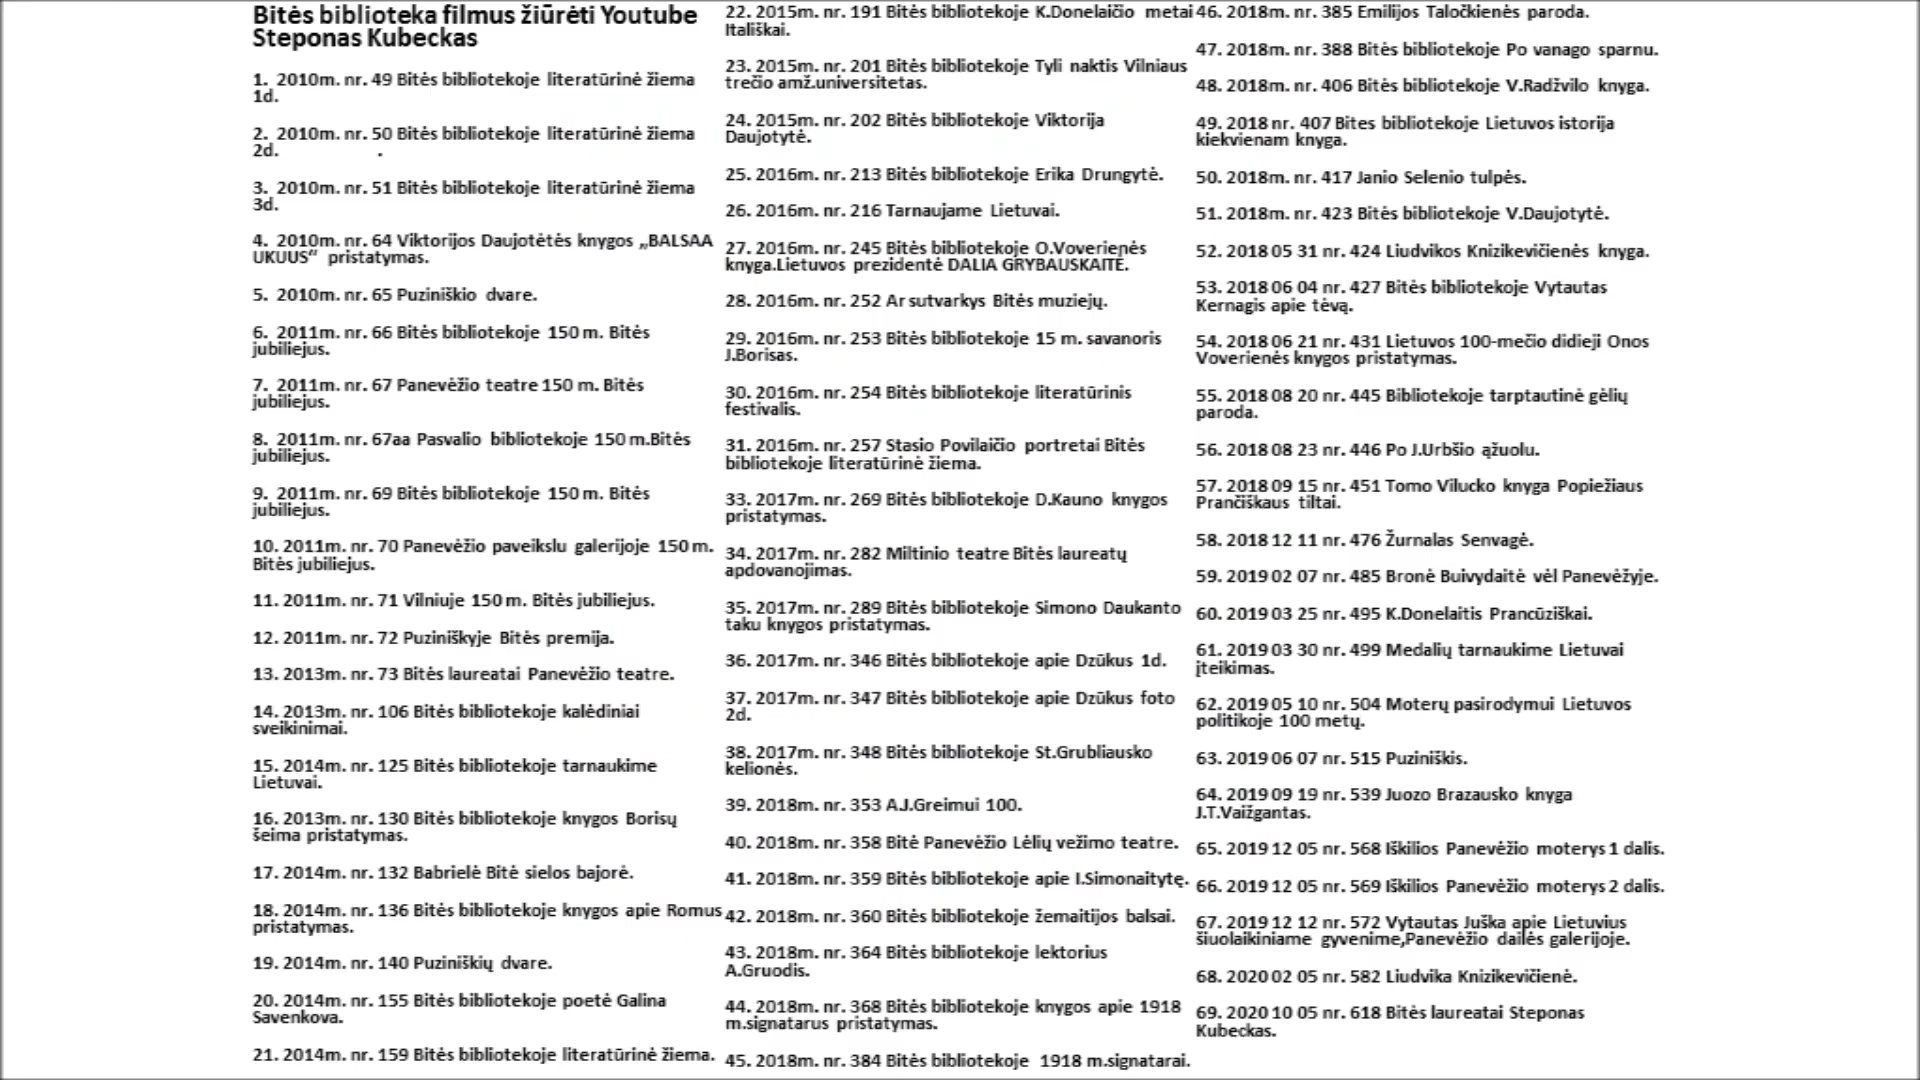 Bitės biblioteka filmus žiūrėti Youtube
Steponas Kubeckas
1. 2010m. nr. 49 Bitės bibliotekoje literatūrinė žiema
1d.
2. 2010m. nr. 50 Bitės bibliotekoje literatūrinė žiema
2d. .
3. 2010m. nr. 51 Bitės bibliotekoje literatūrinė žiema
3d.
4. 2010m. nr. 64 Viktorijos Daujotėtės knygos „BALSAA
UKUUS“ pristatymas.
5. 2010m. nr. 65 Puziniškio dvare.
6. 2011m. nr. 66 Bitės bibliotekoje 150 m. Bitės
jubiliejus.
7. 2011m. nr. 67 Panevėžio teatre 150 m. Bitės
jubiliejus.
8. 2011m. nr. 67aa Pasvalio bibliotekoje 150 m.Bitės
jubiliejus.
9. 2011m. nr. 69 Bitės bibliotekoje 150 m. Bitės
jubiliejus.
10. 2011m. nr. 70 Panevėžio paveikslu galerijoje 150 m.
Bitės jubiliejus.
11. 2011m. nr. 71 Vilniuje 150 m. Bitės jubiliejus.
12. 2011m. nr. 72 Puziniškyje Bitės premija.
13. 2013m. nr. 73 Bitės laureatai Panevėžio teatre.
14. 2013m. nr. 106 Bitės bibliotekoje kalėdiniai
sveikinimai.
15. 2014m. nr. 125 Bitės bibliotekoje tarnaukime
Lietuvai.
16. 2013m. nr. 130 Bitės bibliotekoje knygos Borisų
šeima pristatymas.
17. 2014m. nr. 132 Babrielė Bitė sielos bajorė.
18. 2014m. nr. 136 Bitės bibliotekoje knygos apie Romus
pristatymas.
19. 2014m. nr. 140 Puziniškių dvare.
20. 2014m. nr. 155 Bitės bibliotekoje poetė Galina
Savenkova.
21. 2014m. nr. 159 Bitės bibliotekoje literatūrinė žiema.
22. 2015m. nr. 191 Bitės bibliotekoje K.Donelaičio metai
Itališkai.
23. 2015m. nr. 201 Bitės bibliotekoje Tyli naktis Vilniaus
trečio amž.universitetas.
24. 2015m. nr. 202 Bitės bibliotekoje Viktorija
Daujotytė.
25. 2016m. nr. 213 Bitės bibliotekoje Erika Drungytė.
26. 2016m. nr. 216 Tarnaujame Lietuvai.
27. 2016m. nr. 245 Bitės bibliotekoje O.Voverienės
knyga.Lietuvos prezidentė DALIA GRYBAUSKAITĖ.
28. 2016m. nr. 252 Ar sutvarkys Bitės muziejų.
29. 2016m. nr. 253 Bitės bibliotekoje 15 m. savanoris
J.Borisas.
30. 2016m. nr. 254 Bitės bibliotekoje literatūrinis
festivalis.
31. 2016m. nr. 257 Stasio Povilaičio portretai Bitės
bibliotekoje literatūrinė žiema.
33. 2017m. nr. 269 Bitės bibliotekoje D.Kauno knygos
pristatymas.
34. 2017m. nr. 282 Miltinio teatre Bitės laureatų
apdovanojimas.
35. 2017m. nr. 289 Bitės bibliotekoje Simono Daukanto
taku knygos pristatymas.
36. 2017m. nr. 346 Bitės bibliotekoje apie Dzūkus 1d.
37. 2017m. nr. 347 Bitės bibliotekoje apie Dzūkus foto
2d.
38. 2017m. nr. 348 Bitės bibliotekoje St.Grubliausko
kelionės.
39. 2018m. nr. 353 A.J.Greimui 100.
40. 2018m. nr. 358 Bitė Panevėžio Lėlių vežimo teatre.
41. 2018m. nr. 359 Bitės bibliotekoje apie I.Simonaitytę.
42. 2018m. nr. 360 Bitės bibliotekoje žemaitijos balsai.
43. 2018m. nr. 364 Bitės bibliotekoje lektorius
A.Gruodis.
44. 2018m. nr. 368 Bitės bibliotekoje knygos apie 1918
m.signatarus pristatymas.
45. 2018m. nr. 384 Bitės bibliotekoje 1918 m.signatarai.
46. 2018m. nr. 385 Emilijos Taločkienės paroda.
47. 2018m. nr. 388 Bitės bibliotekoje Po vanago sparnu.
48. 2018m. nr. 406 Bitės bibliotekoje V.Radžvilo knyga.
49. 2018 nr. 407 Bites bibliotekoje Lietuvos istorija
kiekvienam knyga.
50. 2018m. nr. 417 Janio Selenio tulpės.
51. 2018m. nr. 423 Bitės bibliotekoje V.Daujotytė.
52. 2018 05 31 nr. 424 Liudvikos Knizikevičienės knyga.
53. 2018 06 04 nr. 427 Bitės bibliotekoje Vytautas
Kernagis apie tėvą.
54. 2018 06 21 nr. 431 Lietuvos 100-mečio didieji Onos
Voverienės knygos pristatymas.
55. 2018 08 20 nr. 445 Bibliotekoje tarptautinė gėlių
paroda.
56. 2018 08 23 nr. 446 Po J.Urbšio ąžuolu.
57. 2018 09 15 nr. 451 Tomo Vilucko knyga Popiežiaus
Prančiškaus tiltai.
58. 2018 12 11 nr. 476 Žurnalas Senvagė.
59. 2019 02 07 nr. 485 Bronė Buivydaitė vėl Panevėžyje.
60. 2019 03 25 nr. 495 K.Donelaitis Prancūziškai.
61. 2019 03 30 nr. 499 Medalių tarnaukime Lietuvai
įteikimas.
62. 2019 05 10 nr. 504 Moterų pasirodymui Lietuvos
politikoje 100 metų.
63. 2019 06 07 nr. 515 Puziniškis.
64. 2019 09 19 nr. 539 Juozo Brazausko knyga
J.T.Vaižgantas.
65. 2019 12 05 nr. 568 Iškilios Panevėžio moterys 1 dalis.
66. 2019 12 05 nr. 569 Iškilios Panevėžio moterys 2 dalis.
67. 2019 12 12 nr. 572 Vytautas Juška apie Lietuvius
šiuolaikiniame gyvenime,Panevėžio dailės galerijoje.
68. 2020 02 05 nr. 582 Liudvika Knizikevičienė.
69. 2020 10 05 nr. 618 Bitės laureatai Steponas
Kubeckas.